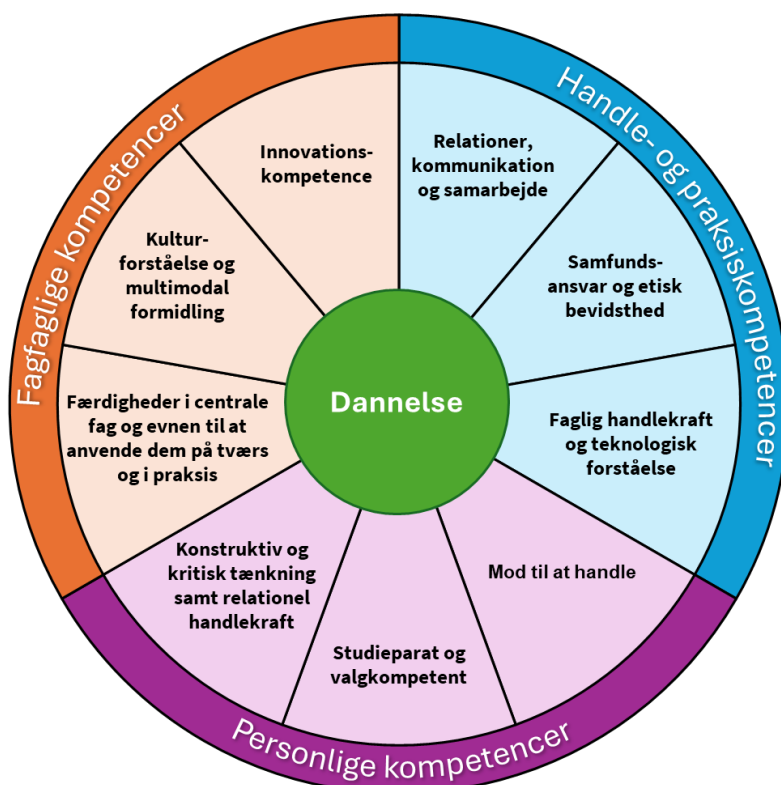 Fagfaglige kompetencer
Handle- og praksiskompetencer
Personlige kompetencer
Innovations-
kompetence
Relationer,
kommunikation
og samarbejde
Kultur-
forståelse og
multimodal
formidling
Samfunds-
ansvar og etisk
bevidsthed
Færdigheder i centrale
fag og evnen til at
anvende dem på tværs
og i praksis
Dannelse
Faglig handlekraft
og teknologisk
forståelse
Konstruktiv og
kritisk tænkning
samt relationel
handlekraft
Studieparat og
valgkompetent
Mod til at handle